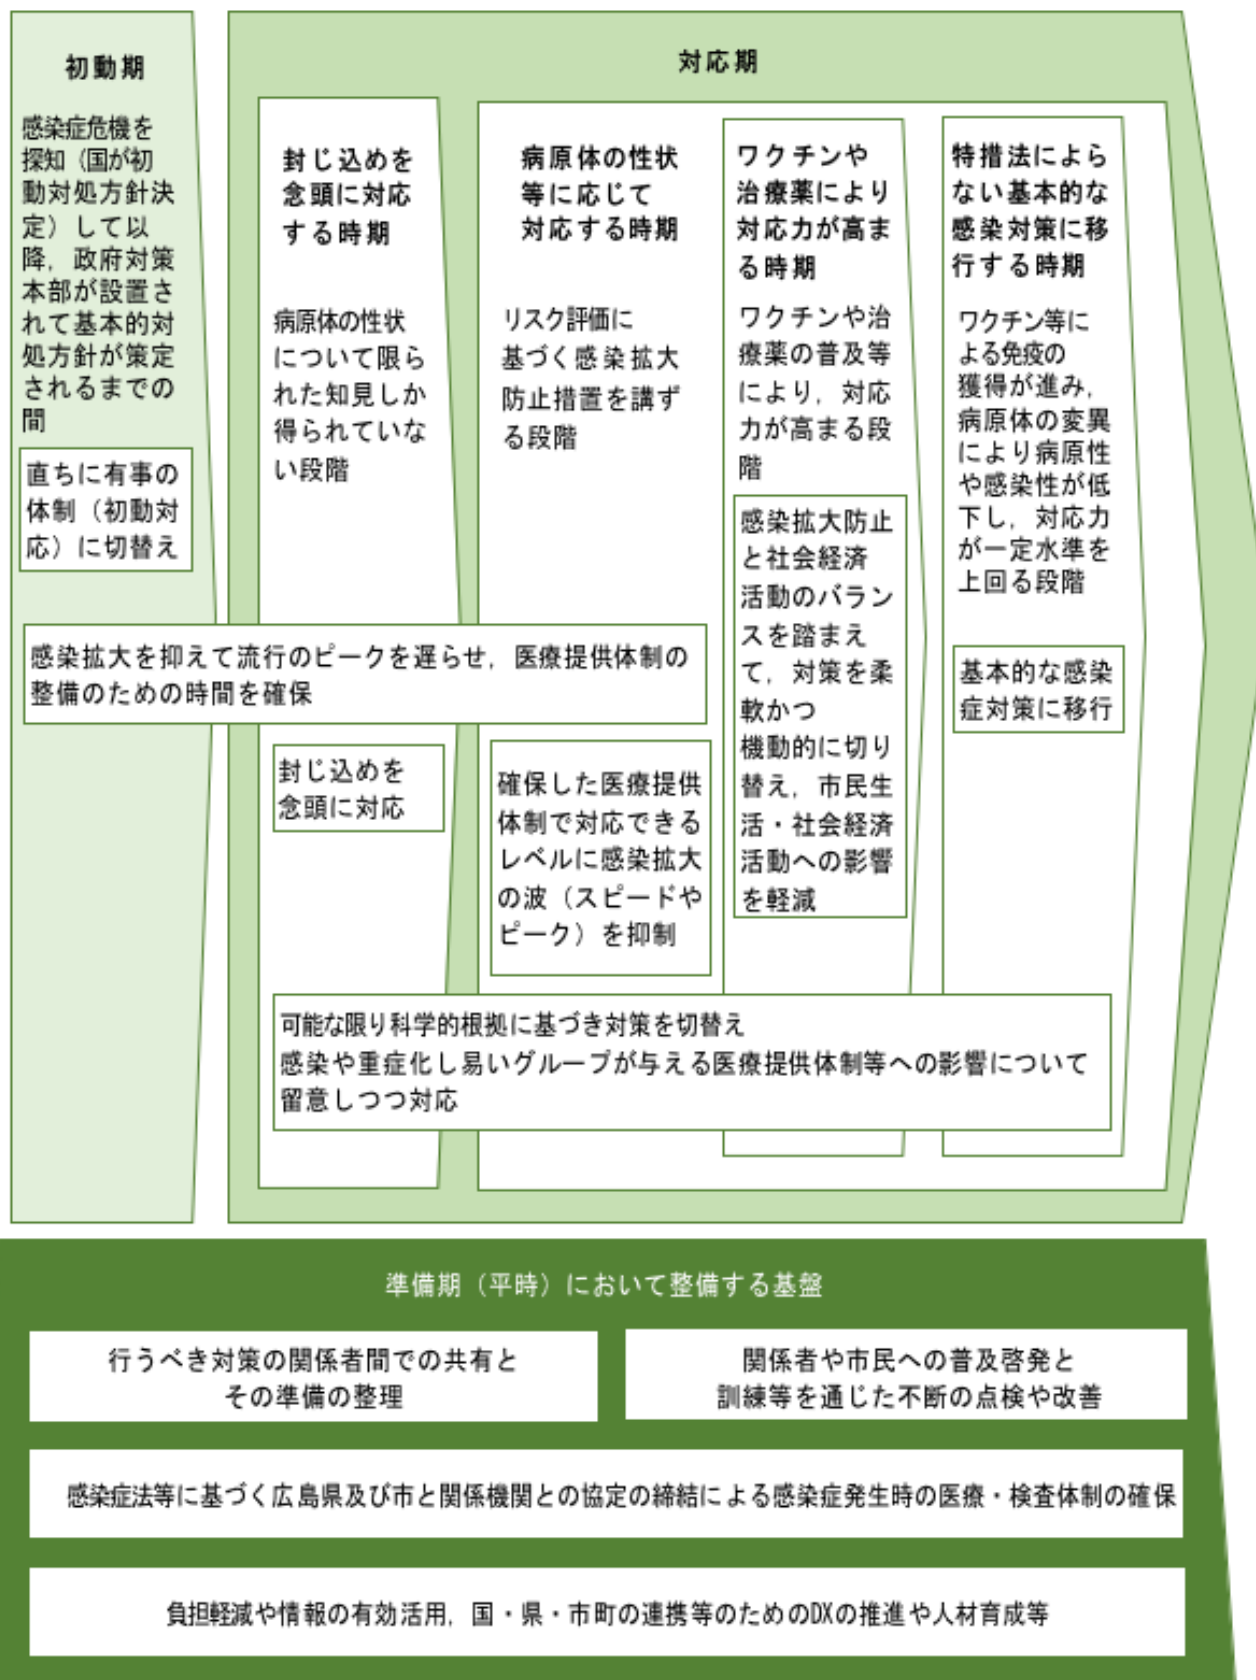 初動期
感染症危機を
探知（国が初
動対処方針決
定）して以
降，政府対策
本部が設置さ
れて基本的対
処方針が策定
されるまでの
間
直ちに有事の
体制（初動対
応）に切替え
対応期
封じ込めを
念頭に対応
する時期
病原体の性状
について限ら
れた知見しか
得られていな
い段階
病原体の性状
等に応じて
対応する時期
リスク評価に
基づく感染拡大
防止措置を講ず
る段階
ワクチンや
治療薬により
対応力が高ま
る時期
ワクチンや治
療薬の普及等
により，対応
力が高まる段
階
感染拡大防止
と社会経済
活動のバラン
スを踏まえ
て，対策を柔
軟かつ
機動的に切り
替え，市民生
活・社会経済
活動への影響
を軽減
特措法によら
ない基本的な
感染対策に移
行する時期
ワクチン等に
よる免疫の
獲得が進み，
病原体の変異
により病原性
や感染性が低
下し，対応力
が一定水準を
上回る段階
基本的な感染
症対策に移行
感染拡大を抑えて流行のピークを遅らせ，医療提供体制の
整備のための時間を確保
封じ込めを
念頭に対応
確保した医療提供
体制で対応できる
レベルに感染拡大
の波（スピードや
ピーク）を抑制
可能な限り科学的根拠に基づき対策を切替え
感染や重症化し易いグループが与える医療提供体制等への影響について
留意しつつ対応
準備期（平時）において整備する基盤
行うべき対策の関係者間での共有と
その準備の整理
関係者や市民への普及啓発と
訓練等を通じた不断の点検や改善
感染症法等に基づく広島県及び市と関係機関との協定の締結による感染症発生時の医療・検査体制の確保
負担軽減や情報の有効活用，国・県・市町の連携等のためのDXの推進や人材育成等